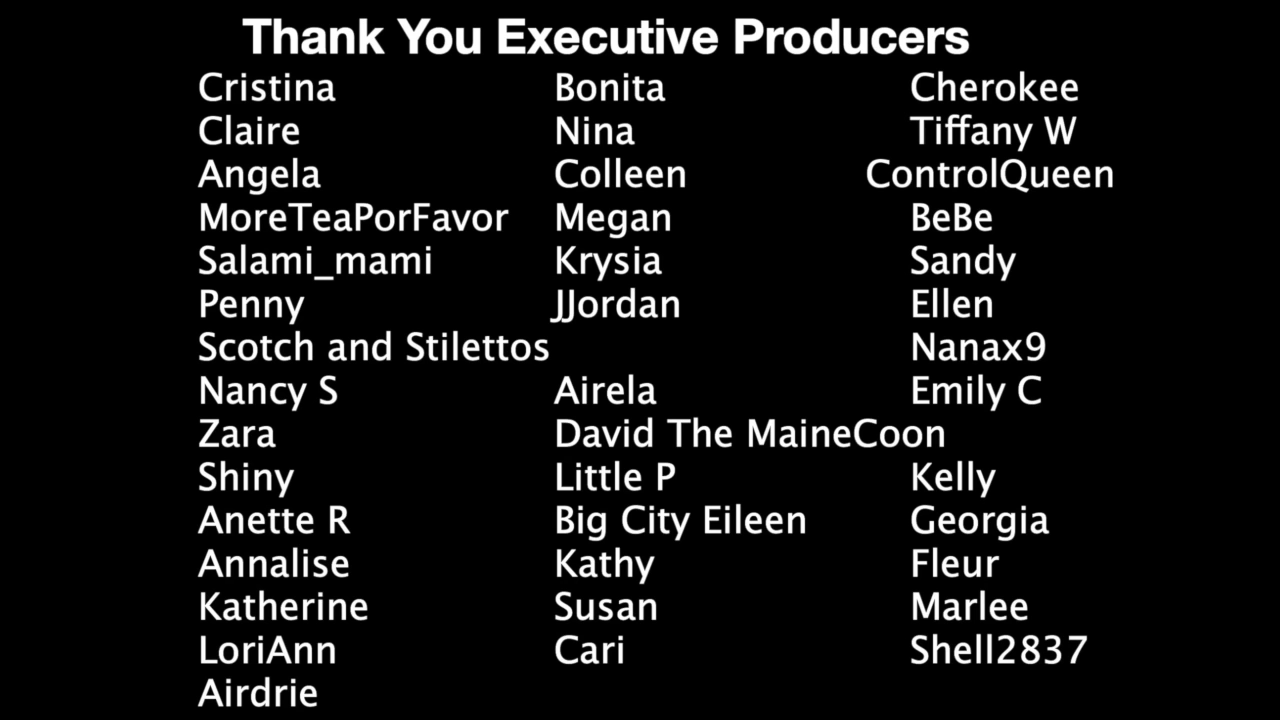 Thank You Executive Producers
Cristina Bonita Cherokee
Claire Nina Tiffany W
Angela Colleen ControlQueen
MoreTeaPorFavor Megan BeBe
Salami_mami Krysia Sandy
Penny JJordan Ellen
Scotch and Stilettos Nanax9
Nancy S Airela Emily C
Zara David The MaineCoon
Shiny Little P Kelly
Anette R Big City Eileen Georgia
Annalise Kathy Fleur
Katherine Susan Marlee
LoriAnn Cari Shell2837
Airdrie